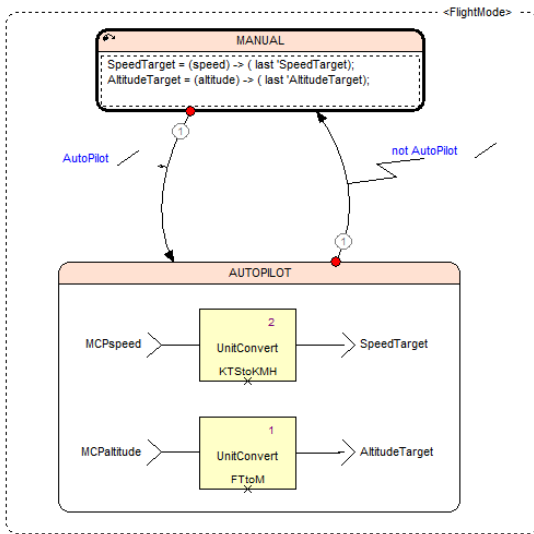 <FlightMode>
MANUAL
SpeedTarget = (speed) -> ( last 'SpeedTarget);
AltitudeTarget = (altitude) -> ( last 'AltitudeTarget);
1
AutoPilot
not AutoPilot
1
AUTOPILOT
2
MCPspeed
UnitConvert
SpeedTarget
KTStoKMH
1
MCPaltitude
UnitConvert
AltitudeTarget
FTtoM